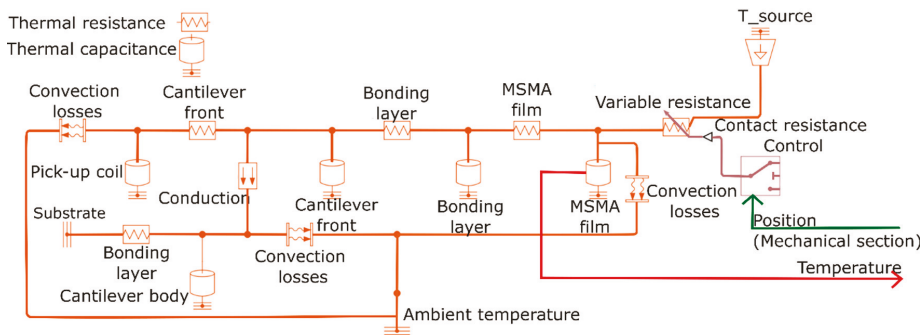 T_source
Thermal resistance
Thermal capacitance
Convection
losses
Cantilever
front
Bonding
layer
MSMA
film
Variable resistance
Contact resistance
Control
Pick-up coil
Conduction
Cantilever
front
Bonding
layer
MSMA
film
Convection
losses
Substrate
Bonding
layer
Convection
losses
Cantilever body
Position
(Mechanical section)
Temperature
Ambient temperature